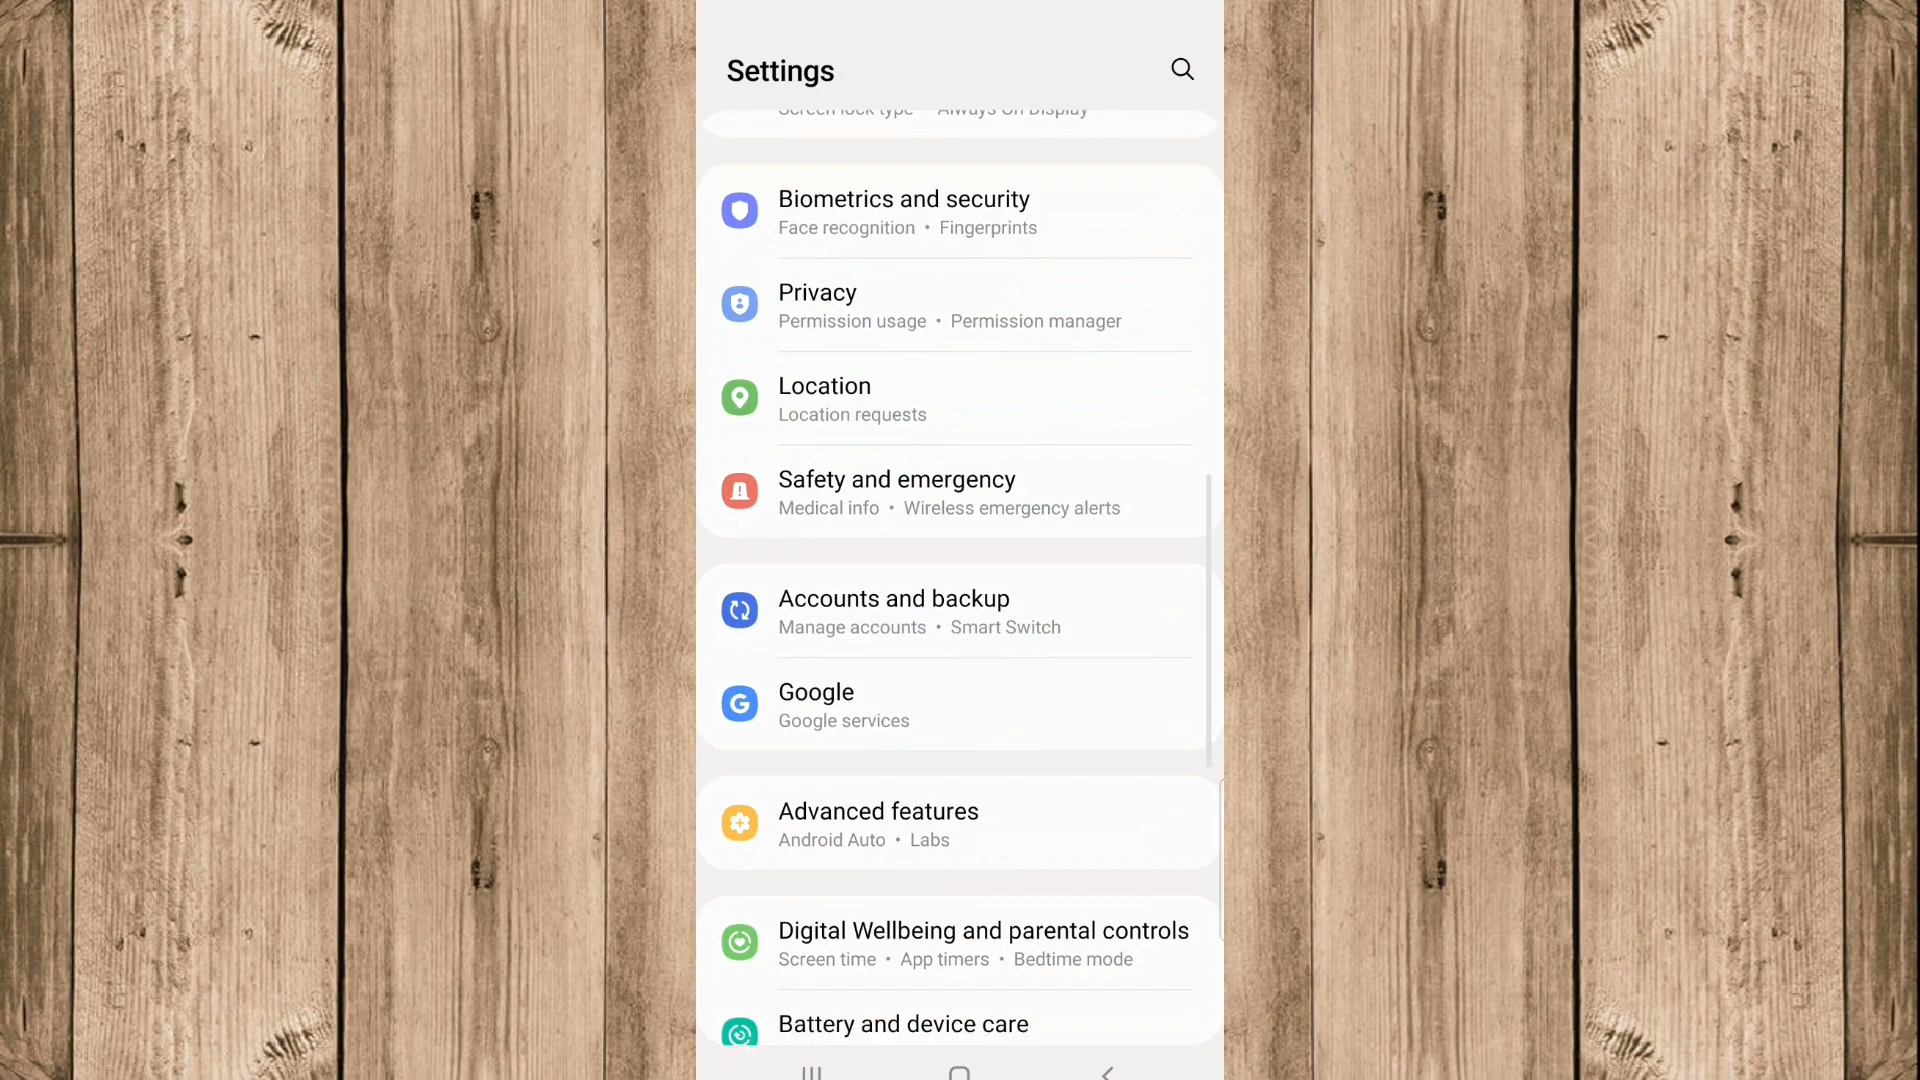 Settings
Screen lock type • Always On Display
Biometrics and security
Face recognition • Fingerprints
Privacy
Permission usage • Permission manager
Location
Location requests
Safety and emergency
Medical info • Wireless emergency alerts
Accounts and backup
Manage accounts • Smart Switch
Google
Google services
Advanced features
Android Auto • Labs
Digital Wellbeing and parental controls
Screen time • App timers • Bedtime mode
Battery and device care